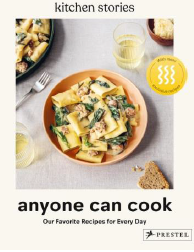 kitchen stories
anyone can cook
Our Favorite Recipes for Every Day
PRESTEL